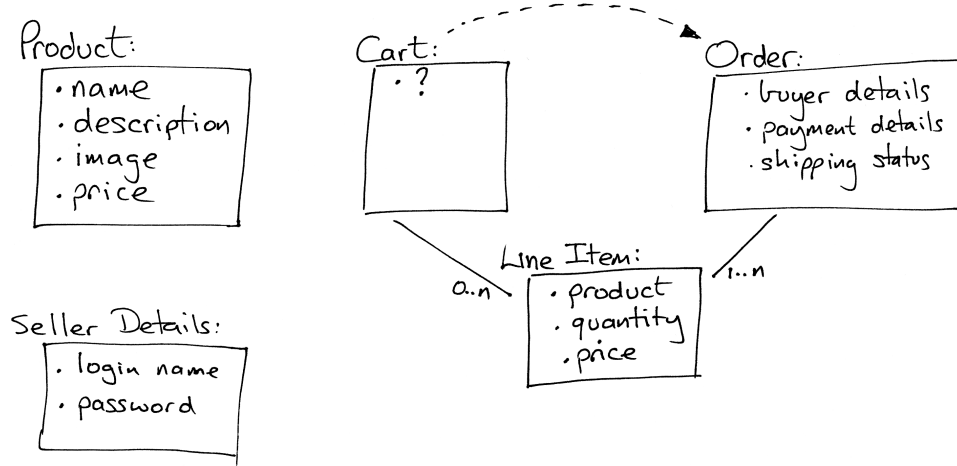 Product:
• name
• description
• image
• price
Cart:
• ?
Order:
• buyer details
• payment details
• shipping status
Line Item:
• product
• quantity
• price
0..n
1..n
Seller Details:
• login name
• password